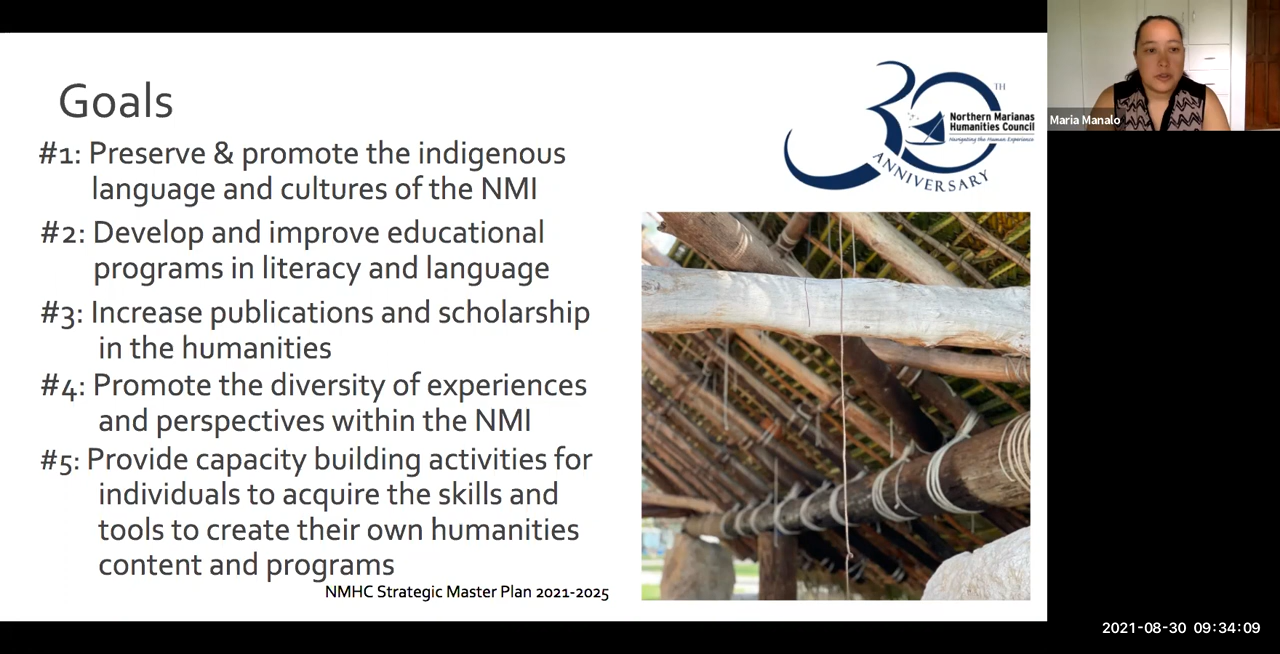 Goals
#1: Preserve & promote the indigenous
language and cultures of the NMI
#2: Develop and improve educational
programs in literacy and language
#3: Increase publications and scholarship
in the humanities
#4: Promote the diversity of experiences
and perspectives within the NMI
#5: Provide capacity building activities for
individuals to acquire the skills and
tools to create their own humanities
content and programs
NMHC Strategic Master Plan 2021-2025
30TH
Northern Marianas
Humanities Council
Navigating the Human Experience
ANNIVERSARY
Maria Manalo
2021-08-30 09:34:09